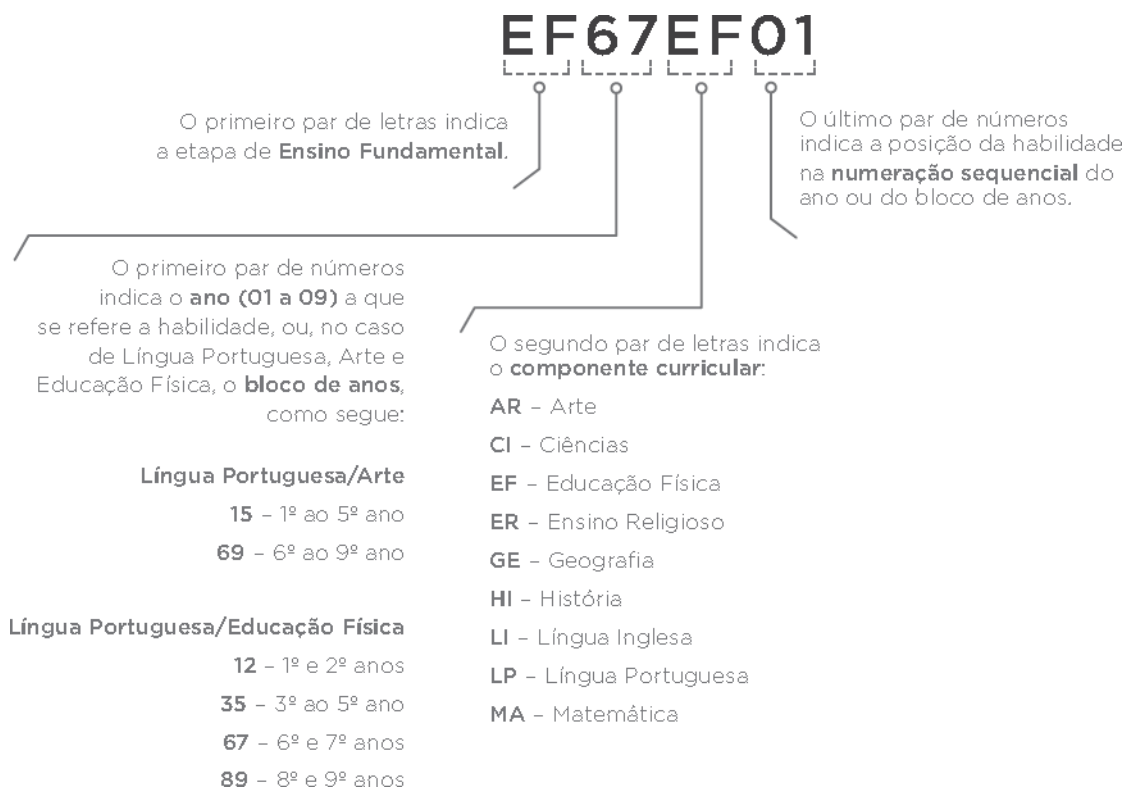 EF67EF01
O primeiro par de letras indica
a etapa de Ensino Fundamental.
O último par de números
indica a posição da habilidade
na numeração sequencial do
ano ou do bloco de anos.
O primeiro par de números
indica o ano (01 a 09) a que
se refere a habilidade, ou, no caso
de Língua Portuguesa, Arte e
Educação Física, o bloco de anos,
como segue:
Língua Portuguesa/Arte
15 – 1º ao 5º ano
69 – 6º ao 9º ano
Língua Portuguesa/Educação Física
12 – 1º e 2º anos
35 – 3º ao 5º ano
67 – 6º e 7º anos
89 – 8º e 9º anos
O segundo par de letras indica
o componente curricular:
AR – Arte
CI – Ciências
EF – Educação Física
ER – Ensino Religioso
GE – Geografia
HI – História
LI – Língua Inglesa
LP – Língua Portuguesa
MA – Matemática